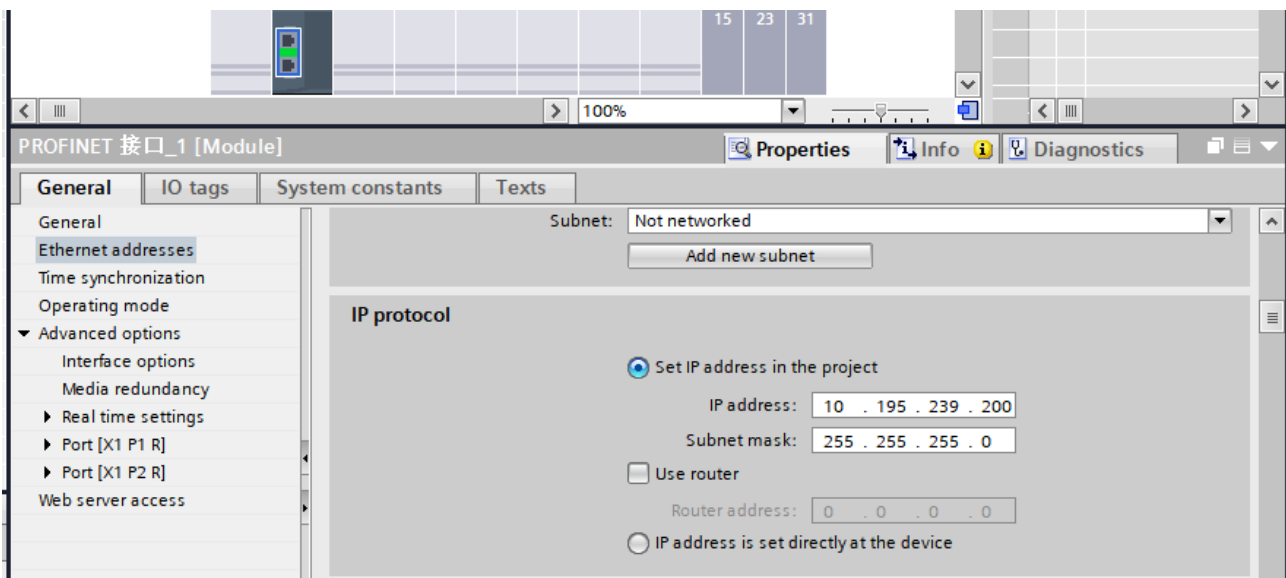 15 23 31
100%
PROFINET 接口_1 [Module]
Properties
Info
Diagnostics
General
IO tags
System constants
Texts
General
Ethernet addresses
Time synchronization
Operating mode
Advanced options
Interface options
Media redundancy
Real time settings
Port [X1 P1 R]
Port [X1 P2 R]
Web server access
Subnet: Not networked
Add new subnet
IP protocol
Set IP address in the project
IP address: 10 . 195 . 239 . 200
Subnet mask: 255 . 255 . 255 . 0
Use router
Router address: 0 . 0 . 0 . 0
IP address is set directly at the device